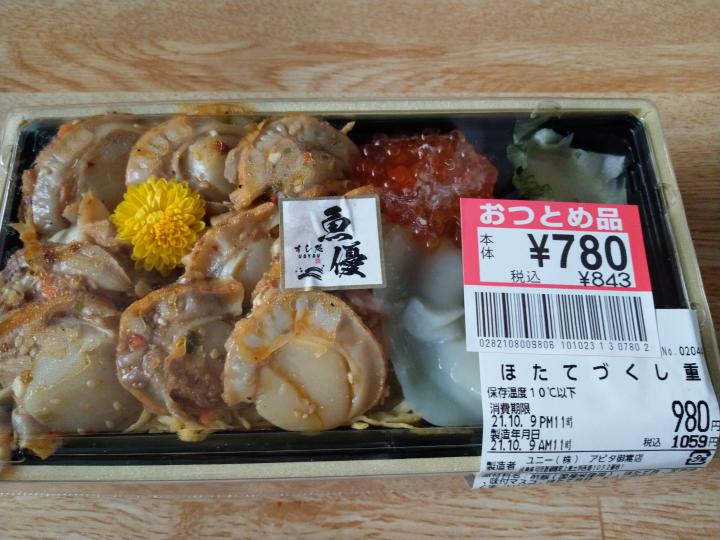 魚優
すし処
UOYOU
おつとめ品
本体 ¥780
税込 ¥843
0282108009806 101023 1 0780 2
No.0204
ほたてづくし重
保存温度10℃以下
消費期限
21.10. 9 PM11時
製造年月日
21.10. 9 AM11時
980円
税込 1059円
製造者 ユニー(株) アピタ御嵩店